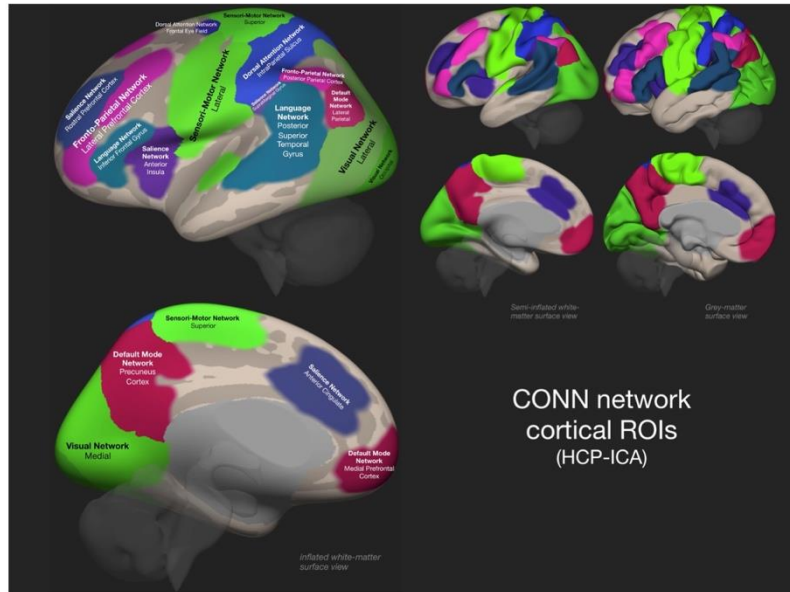 Sensori-Motor Network
Superior
Dorsal Attention Network
Frontal Eye Field
Dorsal Attention Network
IntraParietal Sulcus
Salience Network
Rostral Prefrontal Cortex
Fronto-Parietal Network
Lateral Prefrontal Cortex
Sensori-Motor Network
Lateral
Fronto-Parietal Network
Posterior Parietal Cortex
Salience Network
Default Mode
Network
Lateral
Parietal
Language
Network
Posterior
Superior
Temporal
Gyrus
Language Network
Inferior Frontal Gyrus
Salience
Network
Anterior
Insula
Visual Network
Lateral
Visual Network
Semi-inflated white-
matter surface view
Grey-matter
surface view
Sensori-Motor Network
Superior
Default Mode
Network
Precuneus
Cortex
Salience Network
Anterior Cingulate
Visual Network
Medial
Default Mode
Network
Medial Prefrontal
Cortex
Inflated white-matter
surface view
CONN network
cortical ROIs
(HCP-ICA)